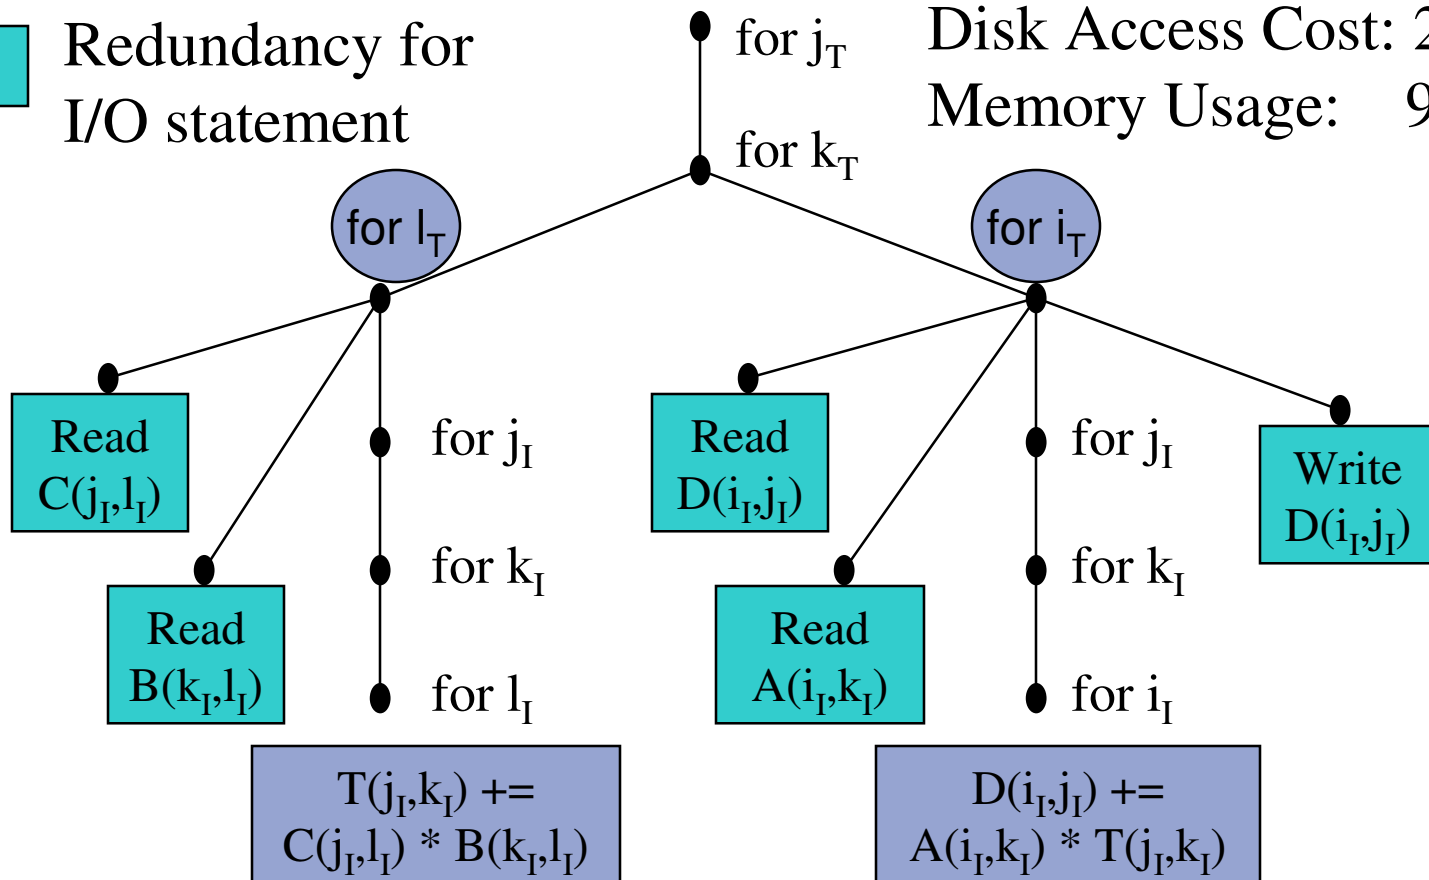 Redundancy for
I/O statement
for jT
for kT
Disk Access Cost: 2
Memory Usage: 9
for lT
for iT
Read
C(jI,lI)
Read
B(kI,lI)
for jI
for kI
for lI
T(jI,kI) +=
C(jI,lI) * B(kI,lI)
Read
D(iI,jI)
Read
A(iI,kI)
for jI
for kI
for iI
Write
D(iI,jI)
D(iI,jI) +=
A(iI,kI) * T(jI,kI)